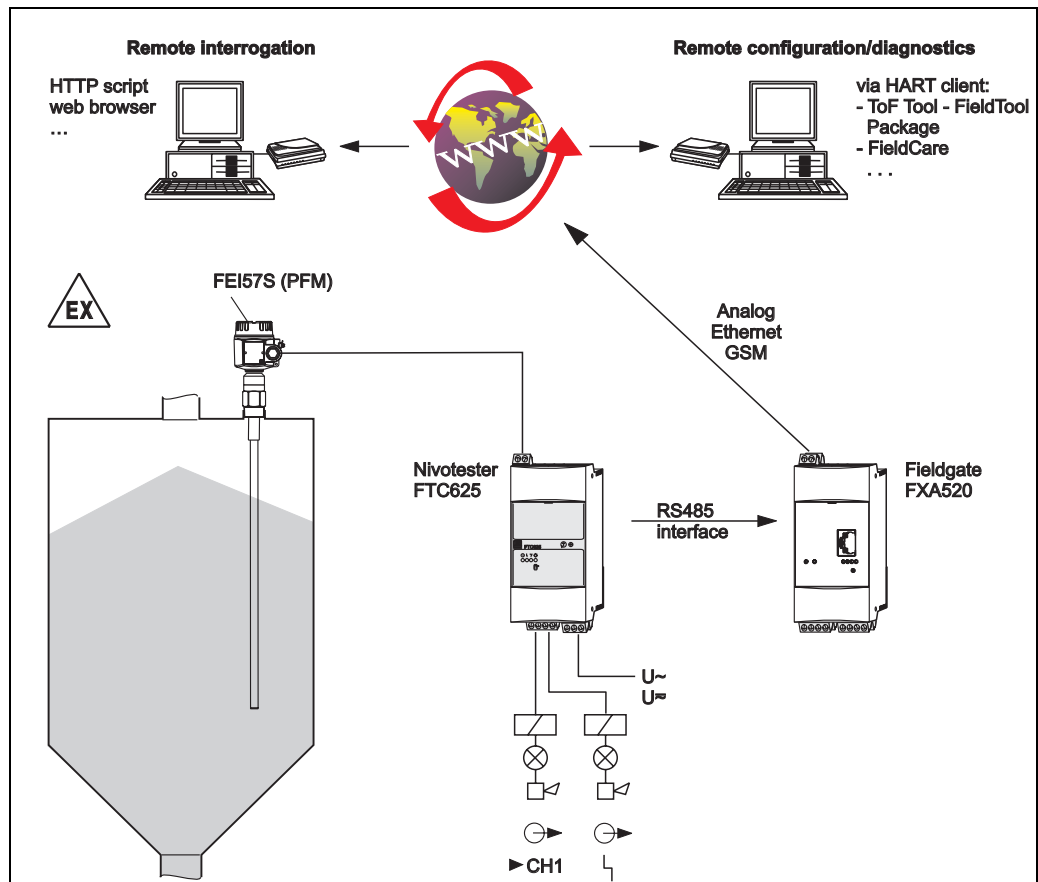 Remote interrogation
HTTP script
web browser
...
WWW
Remote configuration/diagnostics
via HART client:
- ToF Tool - FieldTool
Package
- FieldCare
. . .
EX
FEI57S (PFM)
Analog
Ethernet
GSM
Nivotester
FTC625
RS485
interface
Fieldgate
FXA520
FTC625
U~
U≂
CH1